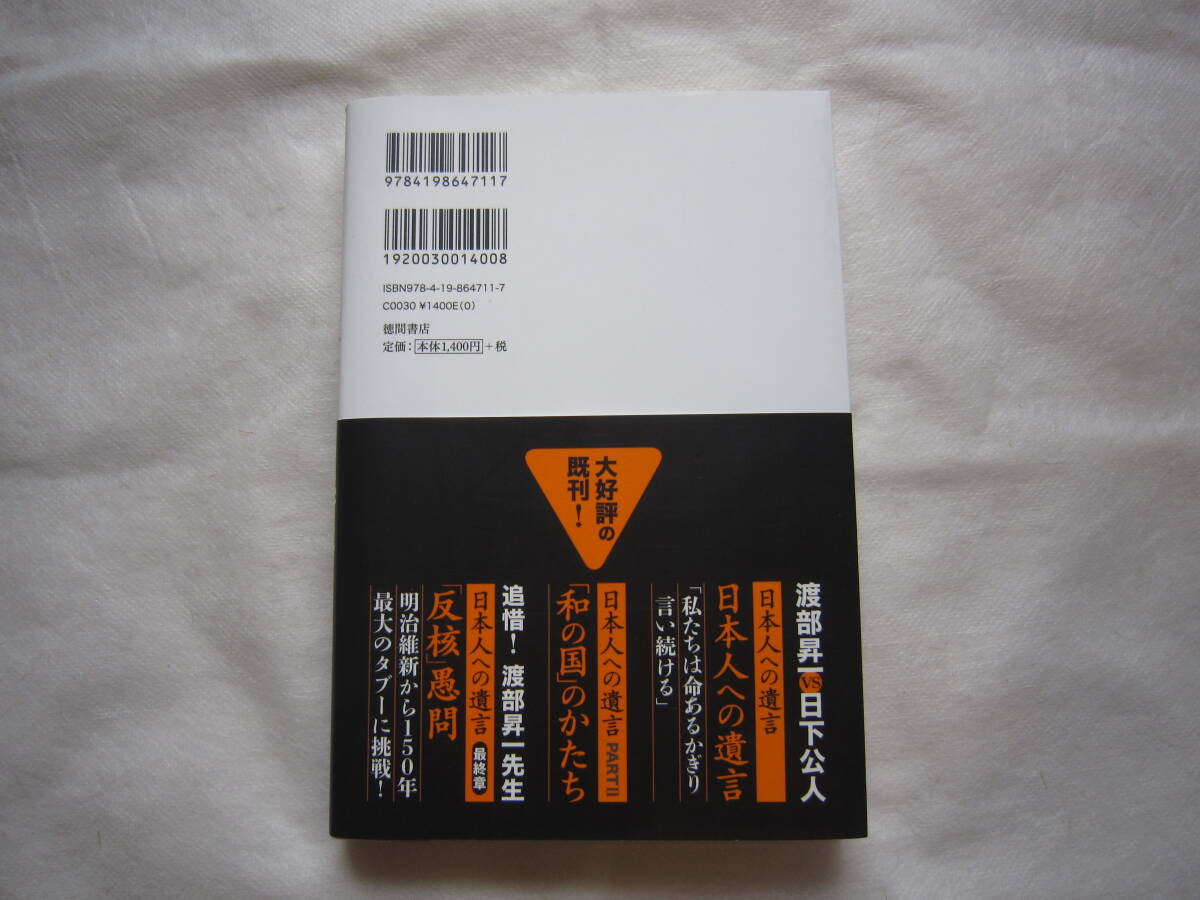 9784198647117
1920030014008
ISBN978-4-19-864711-7
C0030 ¥1400E(0)
徳間書店
定価：本体1,400円+税
大好評の
既刊！
渡部昇一VS日下公人
日本人への遺言
日本人への遺言
「私たちは命あるかぎり
言い続ける」
日本人への遺言 PARTII
「和の国」のかたち
追惜！ 渡部昇一先生
日本人への遺言 最終章
「反核」愚問
明治維新から150年
最大のタブーに挑戦！